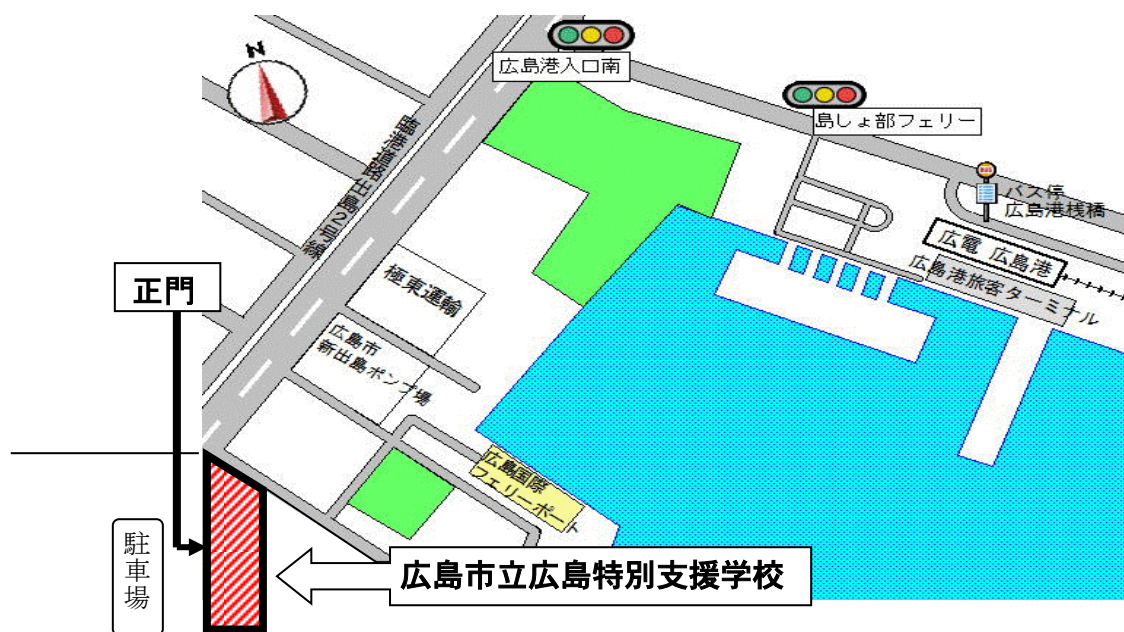 N
広島港入口南
島しょ部フェリー
臨港道路出島2号線
BUS
バス停
広島港桟橋
広電 広島港
広島港旅客ターミナル
極東運輸
正門
広島市
新出島ポンプ場
広島国際
フェリーポート
駐車場
広島市立広島特別支援学校